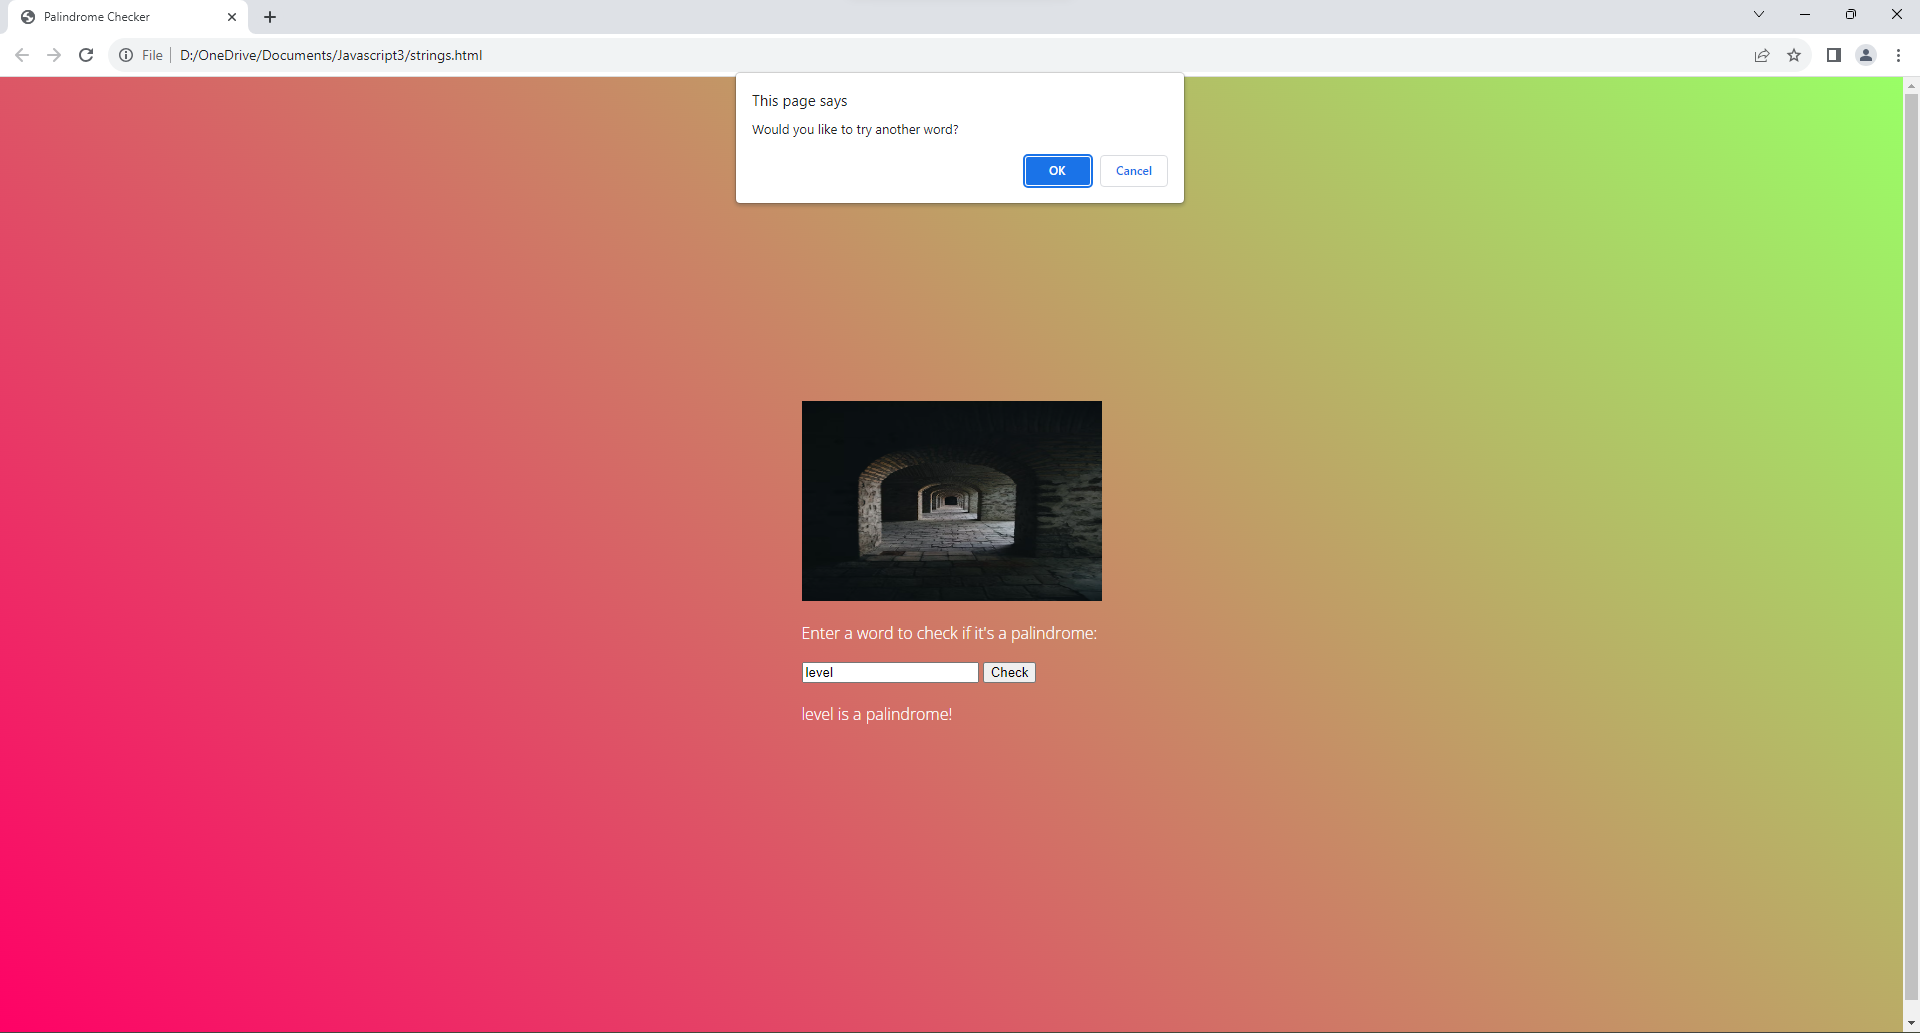 Palindrome Checker
File
D:/OneDrive/Documents/Javascript3/strings.html
This page says
Would you like to try another word?
OK Cancel
Enter a word to check if it's a palindrome:
level Check
level is a palindrome!